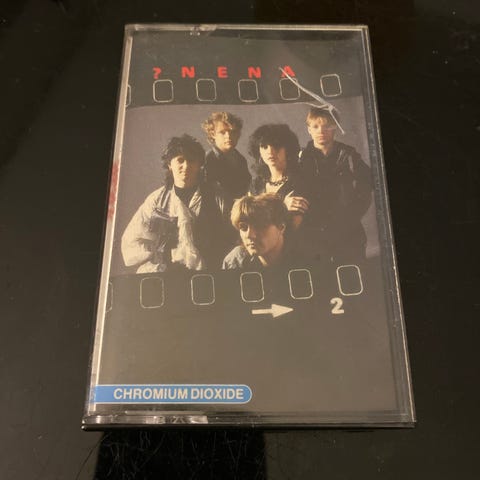 ? NENA
2
CHROMIUM DIOXIDE